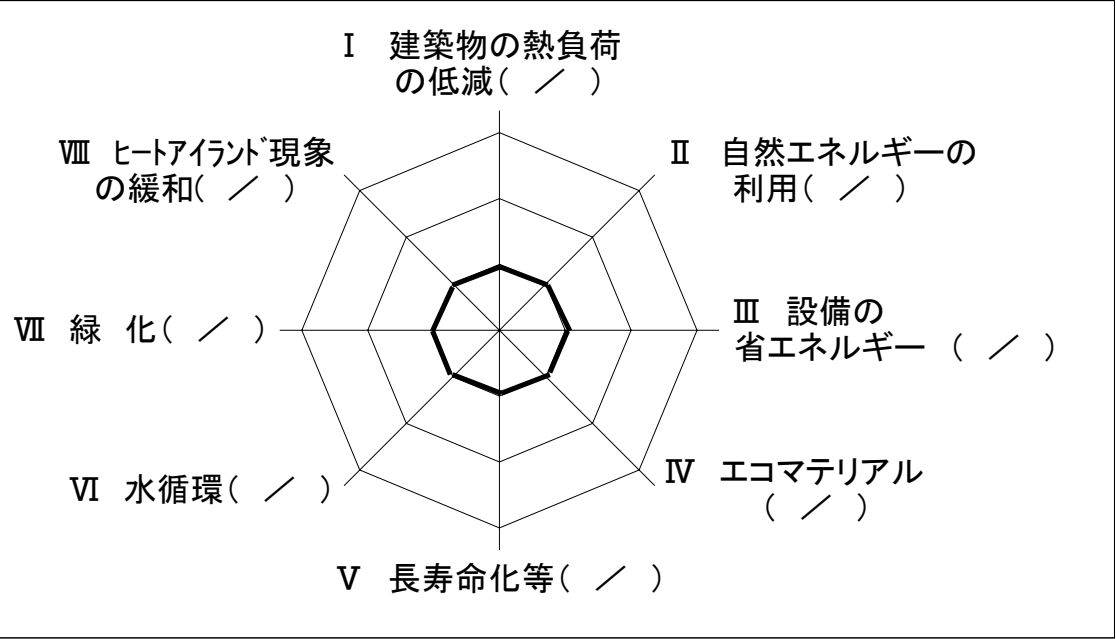 Ⅰ 建築物の熱負荷
の低減( ／ )
Ⅱ 自然エネルギーの
利用( ／ )
Ⅲ 設備の
省エネルギー ( ／ )
Ⅳ エコマテリアル
( ／ )
Ⅴ 長寿命化等( ／ )
Ⅵ 水循環( ／ )
Ⅶ 緑 化( ／ )
Ⅷ ﾋｰﾄｱｲﾗﾝﾄﾞ現象
の緩和( ／ )